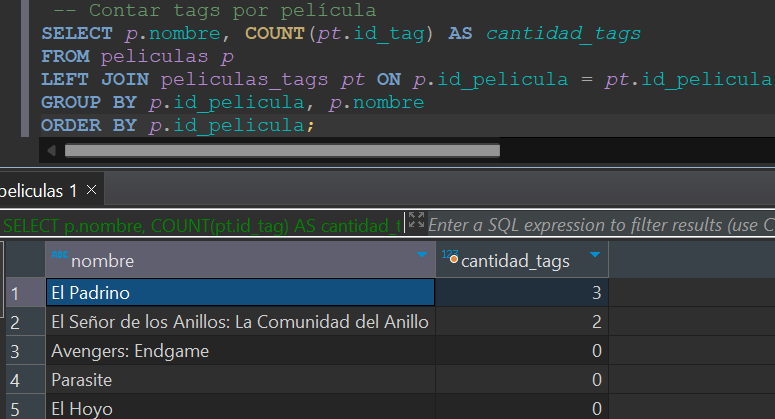 -- Contar tags por película
SELECT p.nombre, COUNT(pt.id_tag) AS cantidad_tags
FROM peliculas p
LEFT JOIN peliculas_tags pt ON p.id_pelicula = pt.id_pelicula
GROUP BY p.id_pelicula, p.nombre
ORDER BY p.id_pelicula;
peliculas 1
SELECT p.nombre, COUNT(pt.id_tag) AS cantidad_t Enter a SQL expression to filter results (use C
ABC nombre 123 cantidad_tags
1 El Padrino 3
2 El Señor de los Anillos: La Comunidad del Anillo 2
3 Avengers: Endgame 0
4 Parasite 0
5 El Hoyo 0